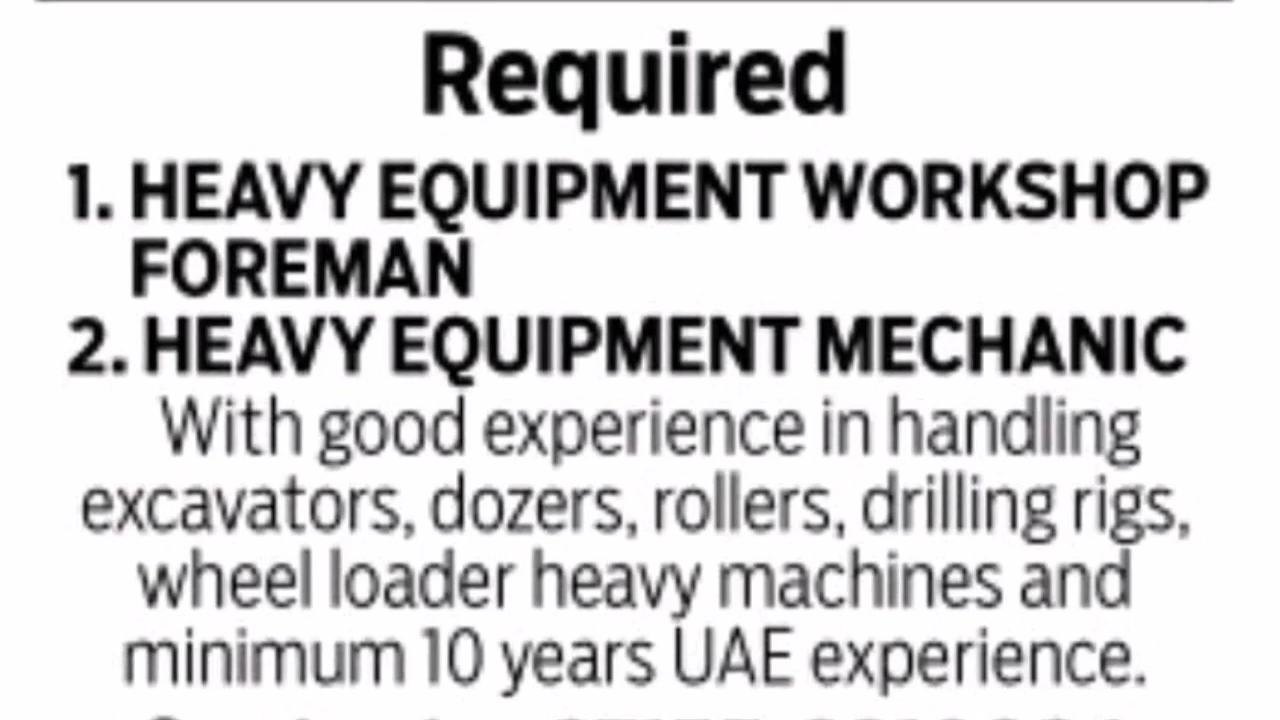 Required
1. HEAVY EQUIPMENT WORKSHOP
FOREMAN
2. HEAVY EQUIPMENT MECHANIC
With good experience in handling
excavators, dozers, rollers, drilling rigs,
wheel loader heavy machines and
minimum 10 years UAE experience.